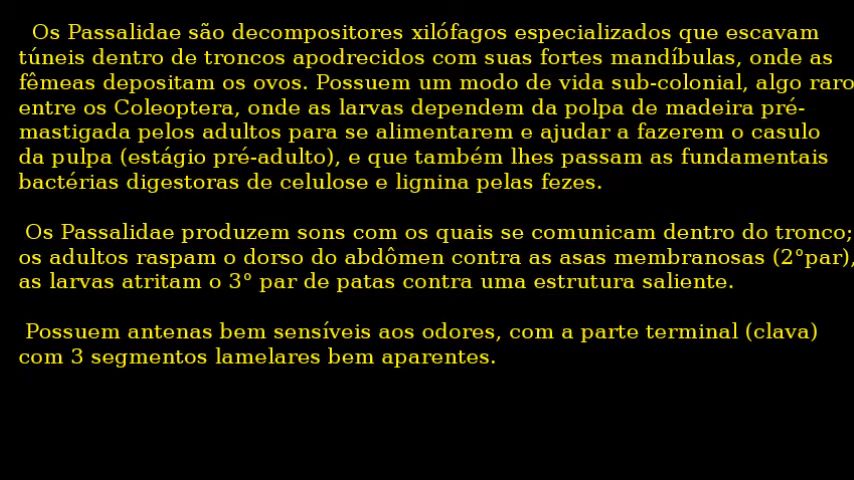 Os Passalidae são decompositores xilófagos especializados que escavam
túneis dentro de troncos apodrecidos com suas fortes mandíbulas, onde as
fêmeas depositam os ovos. Possuem um modo de vida sub-colonial, algo raro
entre os Coleoptera, onde as larvas dependem da polpa de madeira pré-
mastigada pelos adultos para se alimentarem e ajudar a fazerem o casulo
da pulpa (estágio pré-adulto), e que também lhes passam as fundamentais
bactérias digestoras de celulose e lignina pelas fezes.
Os Passalidae produzem sons com os quais se comunicam dentro do tronco;
os adultos raspam o dorso do abdômen contra as asas membranosas (2°par),
as larvas atritam o 3° par de patas contra uma estrutura saliente.
Possuem antenas bem sensíveis aos odores, com a parte terminal (clava)
com 3 segmentos lamelares bem aparentes.